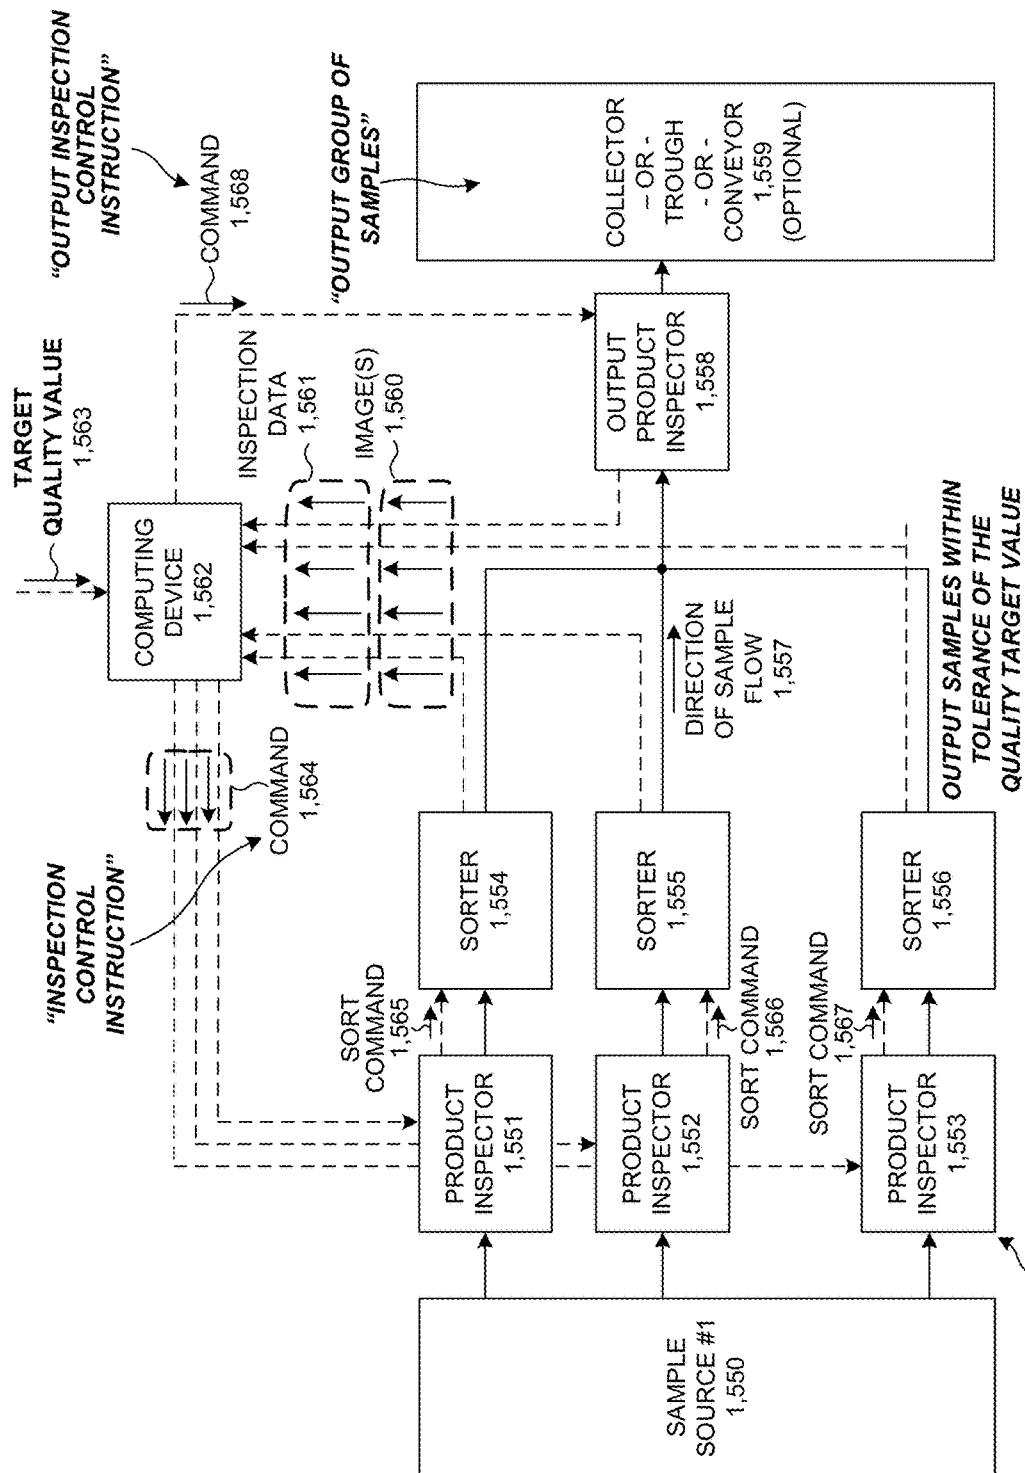 “OUTPUT INSPECTION
CONTROL
INSTRUCTION”
COMMAND
1,568
TARGET
QUALITY VALUE
1,563
COMPUTING
DEVICE
1,562
“INSPECTION
CONTROL
INSTRUCTION”
COMMAND
1,564
INSPECTION
DATA
1,561
IMAGE(S)
1,560
“OUTPUT GROUP OF
SAMPLES”
SAMPLE
SOURCE #1
1,550
PRODUCT
INSPECTOR
1,551
SORT
COMMAND
1,565
SORTER
1,554
PRODUCT
INSPECTOR
1,552
SORT COMMAND
1,566
SORTER
1,555
DIRECTION
OF SAMPLE
FLOW
1,557
PRODUCT
INSPECTOR
1,553
SORT COMMAND
1,567
SORTER
1,556
OUTPUT SAMPLES WITHIN
TOLERANCE OF THE
QUALITY TARGET VALUE
OUTPUT
PRODUCT
INSPECTOR
1,558
COLLECTOR
– OR -
TROUGH
- OR -
CONVEYOR
1,559
(OPTIONAL)